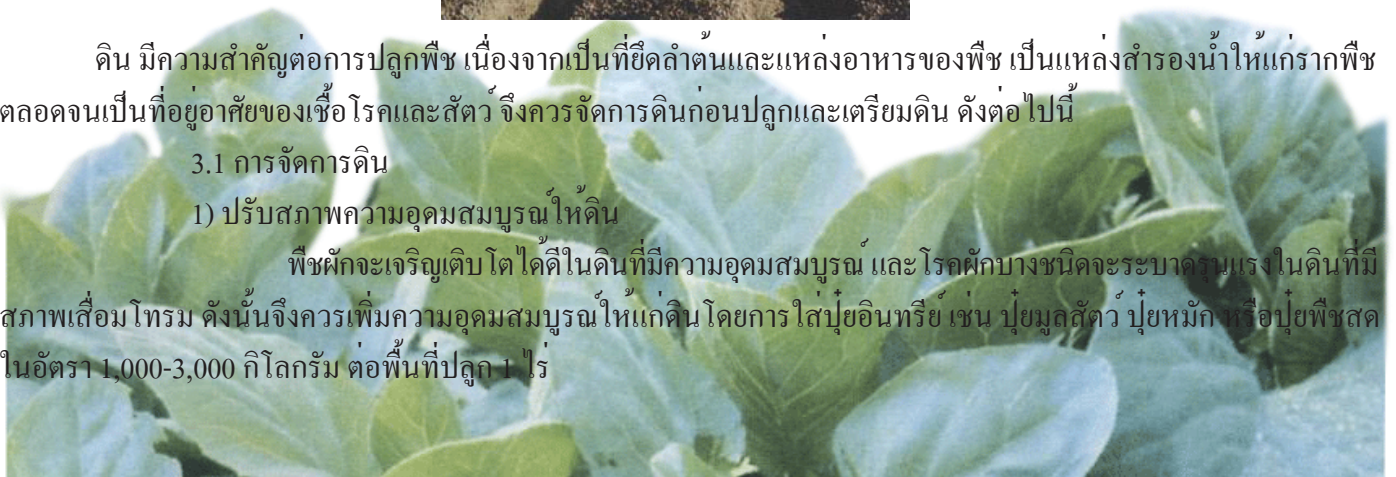 ดิน มีความสำคัญต่อการปลูกพืช เนื่องจากเป็นที่ยึดลำต้นและแหล่งอาหารของพืช เป็นแหล่งสำรองน้ำให้แก่รากพืช
ตลอดจนเป็นที่อยู่อาศัยของเชื้อโรคและสัตว์ จึงควรจัดการดินก่อนปลูกและเตรียมดิน ดังต่อไปนี้
3.1 การจัดการดิน
1) ปรับสภาพความอุดมสมบูรณ์ให้ดิน
พืชผักจะเจริญเติบโตได้ดีในดินที่มีความอุดมสมบูรณ์ และโรคผักบางชนิดจะระบาดรุนแรงในดินที่มี
สภาพเสื่อมโทรม ดังนั้นจึงควรเพิ่มความอุดมสมบูรณ์ให้แก่ดินโดยการใส่ปุ๋ยอินทรีย์ เช่น ปุ๋ยมูลสัตว์ ปุ๋ยหมัก หรือปุ๋ยพืชสด
ในอัตรา 1,000-3,000 กิโลกรัม ต่อพื้นที่ปลูก 1 ไร่